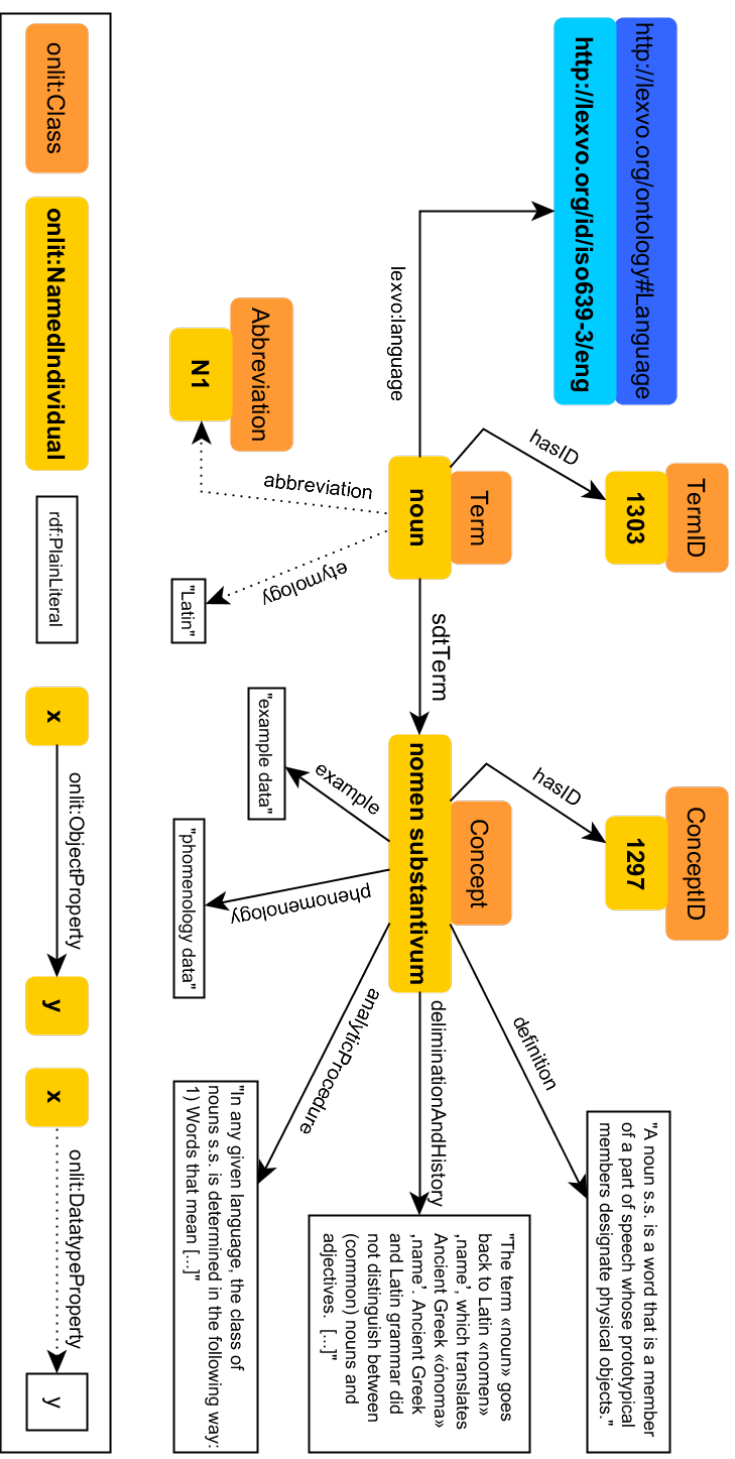 http://lexvo.org/ontology#Language
http://lexvo.org/id/iso639-3/eng
lexvo:language
TermID
1303
hasID
Term
noun
abbreviation
Abbreviation
N1
etymology
"Latin"
sdtTerm
ConceptID
1297
hasID
Concept
nomen substantivum
example
"example data"
phenomenology
"phomenology data"
definition
"A noun s.s. is a word that is a member
of a part of speech whose prototypical
members designate physical objects."
deliminationAndHistory
"The term «noun» goes
back to Latin «nomen»
‚name‛, which translates
Ancient Greek «ónoma»
‚name‛. Ancient Greek
and Latin grammar did
not distinguish between
(common) nouns and
adjectives. [...]"
analyticProcedure
"In any given language, the class of
nouns s.s. is determined in the following way:
1) Words that mean [...]"
onlit:Class
onlit:NamedIndividual
rdf:PlainLiteral
x
onlit:ObjectProperty
y
x
onlit:DatatypeProperty
y